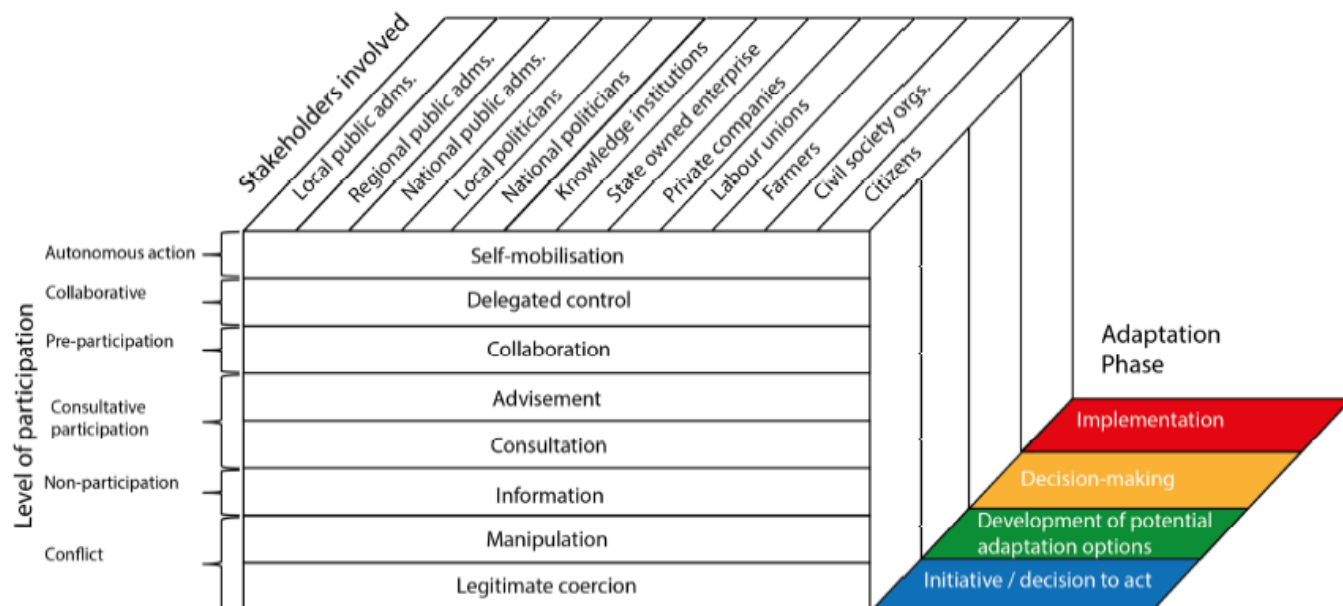 Stakeholders involved
Local public adms.
Regional public adms.
National public adms.
Local politicians
National politicians
Knowledge institutions
State owned enterprise
Private companies
Labour unions
Farmers
Civil society orgs.
Citizens
Level of participation
Autonomous action
Self-mobilisation
Collaborative
Delegated control
Pre-participation
Collaboration
Consultative
participation
Advisement
Consultation
Non-participation
Information
Conflict
Manipulation
Legitimate coercion
Adaptation
Phase
Implementation
Decision-making
Development of potential
adaptation options
Initiative / decision to act